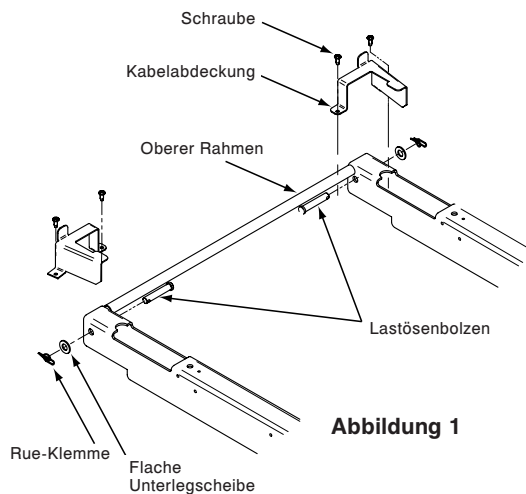 Schraube
Kabelabdeckung
Oberer Rahmen
Lastösenbolzen
Abbildung 1
Rue-Klemme
Flache
Unterlegscheibe